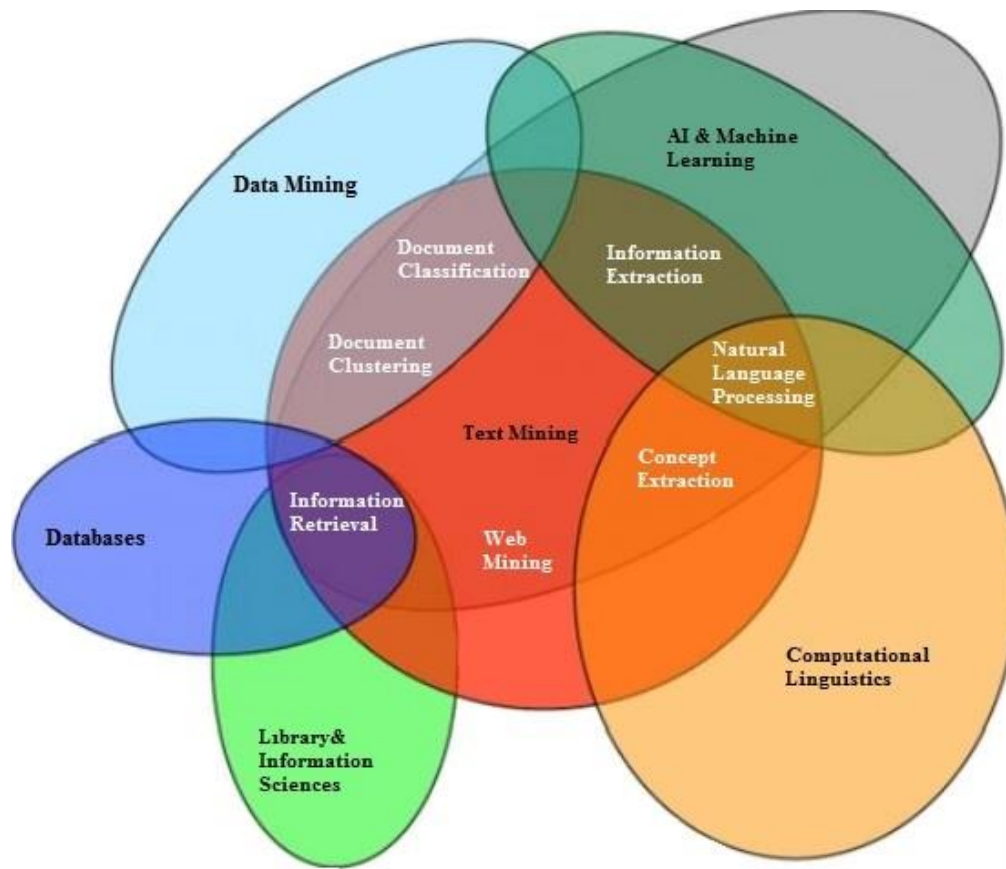 AI & Machine
Learning
Data Mining
Document
Classification
Information
Extraction
Document
Clustering
Natural
Language
Processing
Text Mining
Concept
Extraction
Information
Retrieval
Databases
Web
Mining
Computational
Linguistics
Library&
Information
Sciences